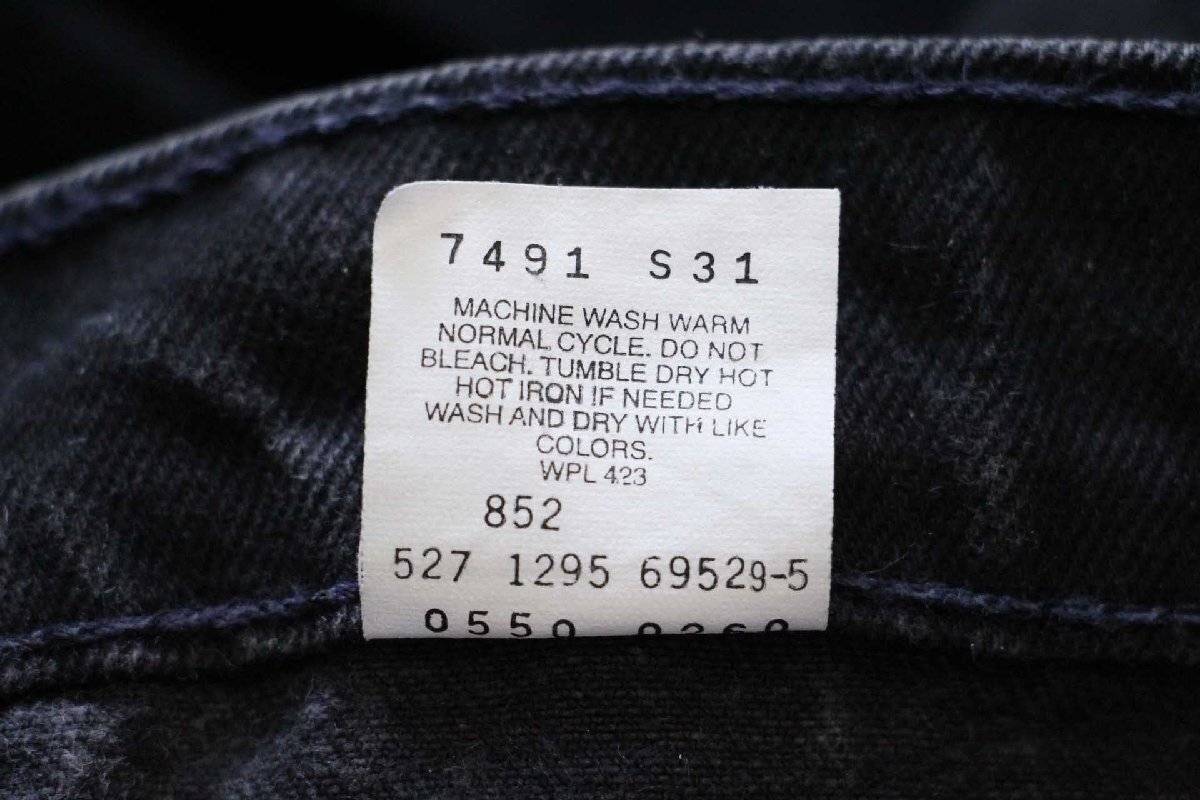 7491 S31
MACHINE WASH WARM
NORMAL CYCLE. DO NOT
BLEACH. TUMBLE DRY HOT
HOT IRON IF NEEDED
WASH AND DRY WITH LIKE
COLORS.
WPL 423
852
527 1295 69529-5
0550